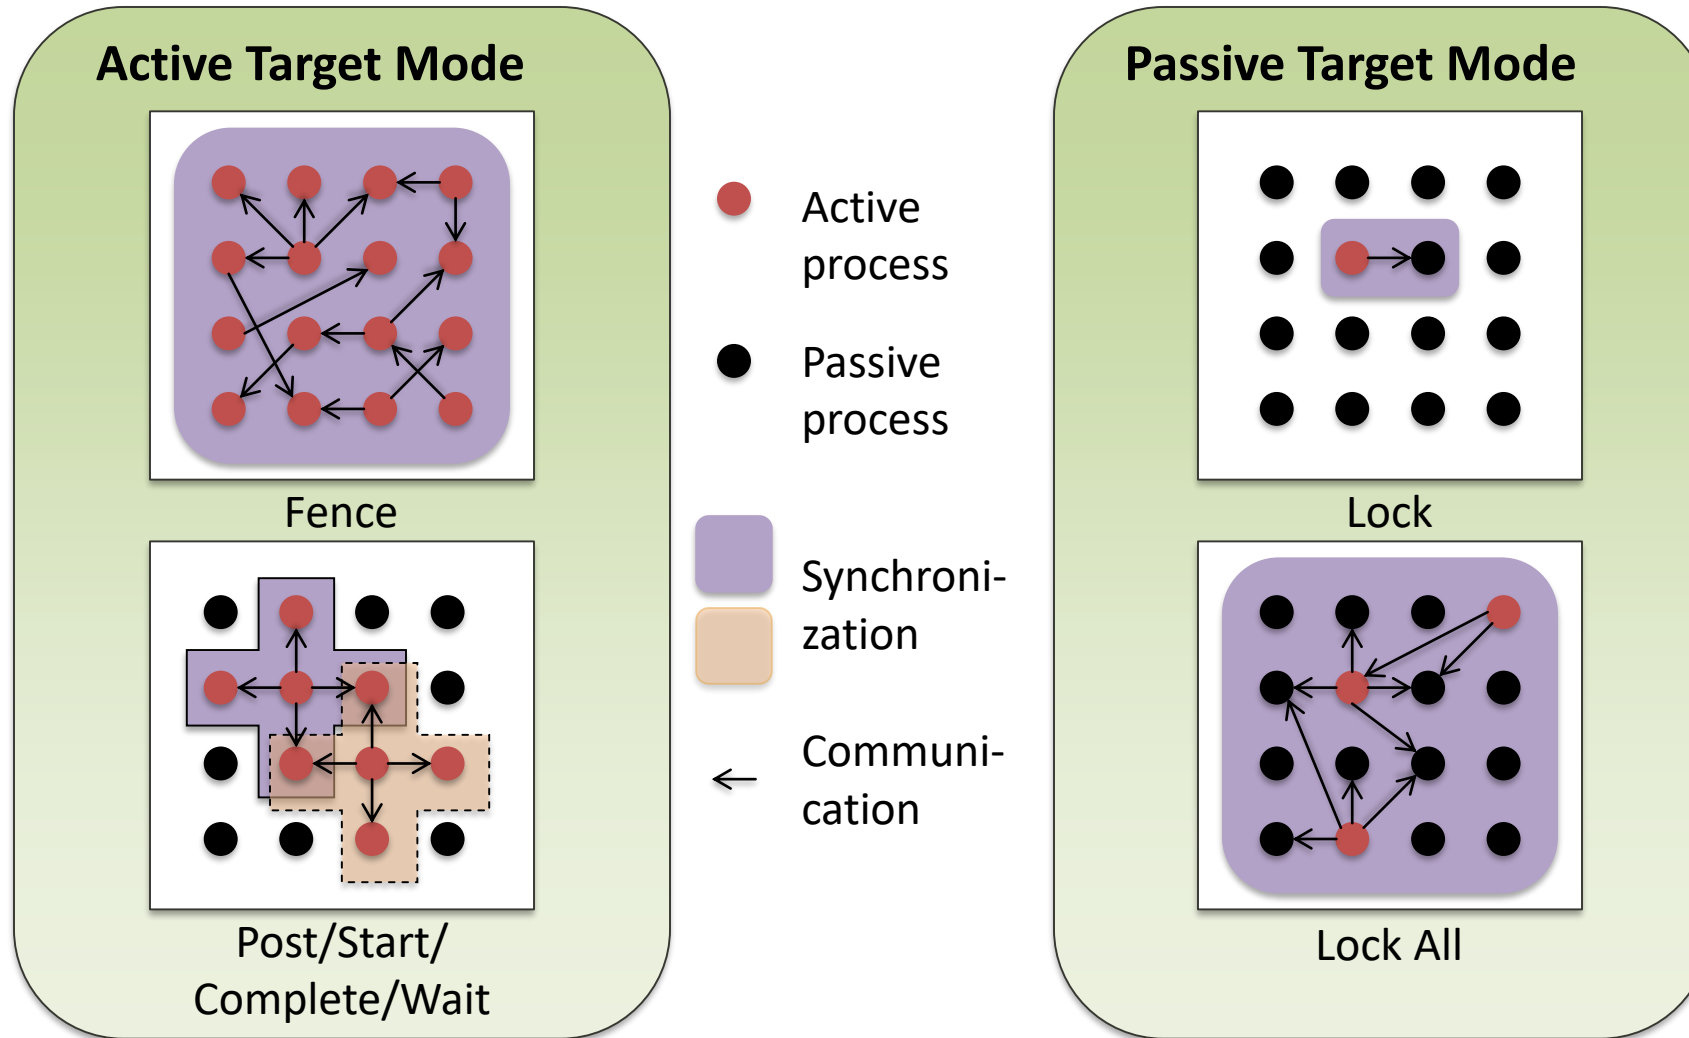 Active Target Mode
Fence
Post/Start/
Complete/Wait
Active
process
Passive
process
Synchroni-
zation
Communi-
cation
Passive Target Mode
Lock
Lock All